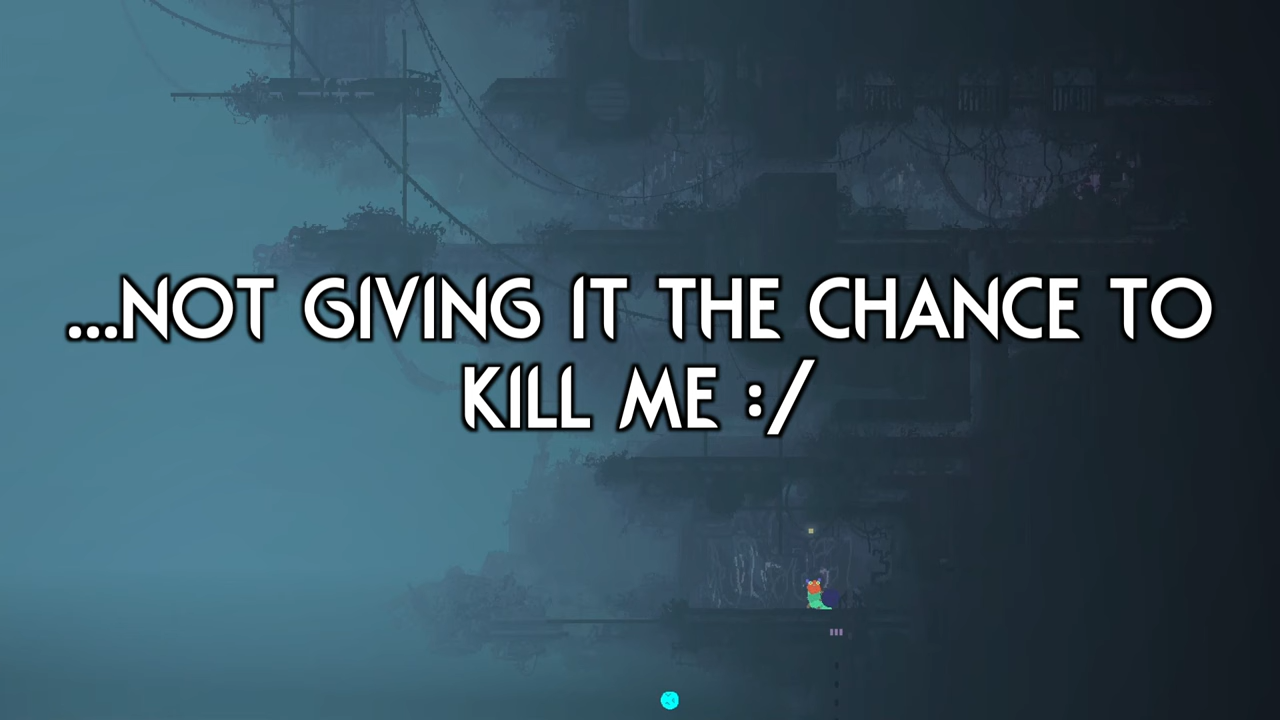 ...NOT GIVING IT THE CHANCE TO
KILL ME :/